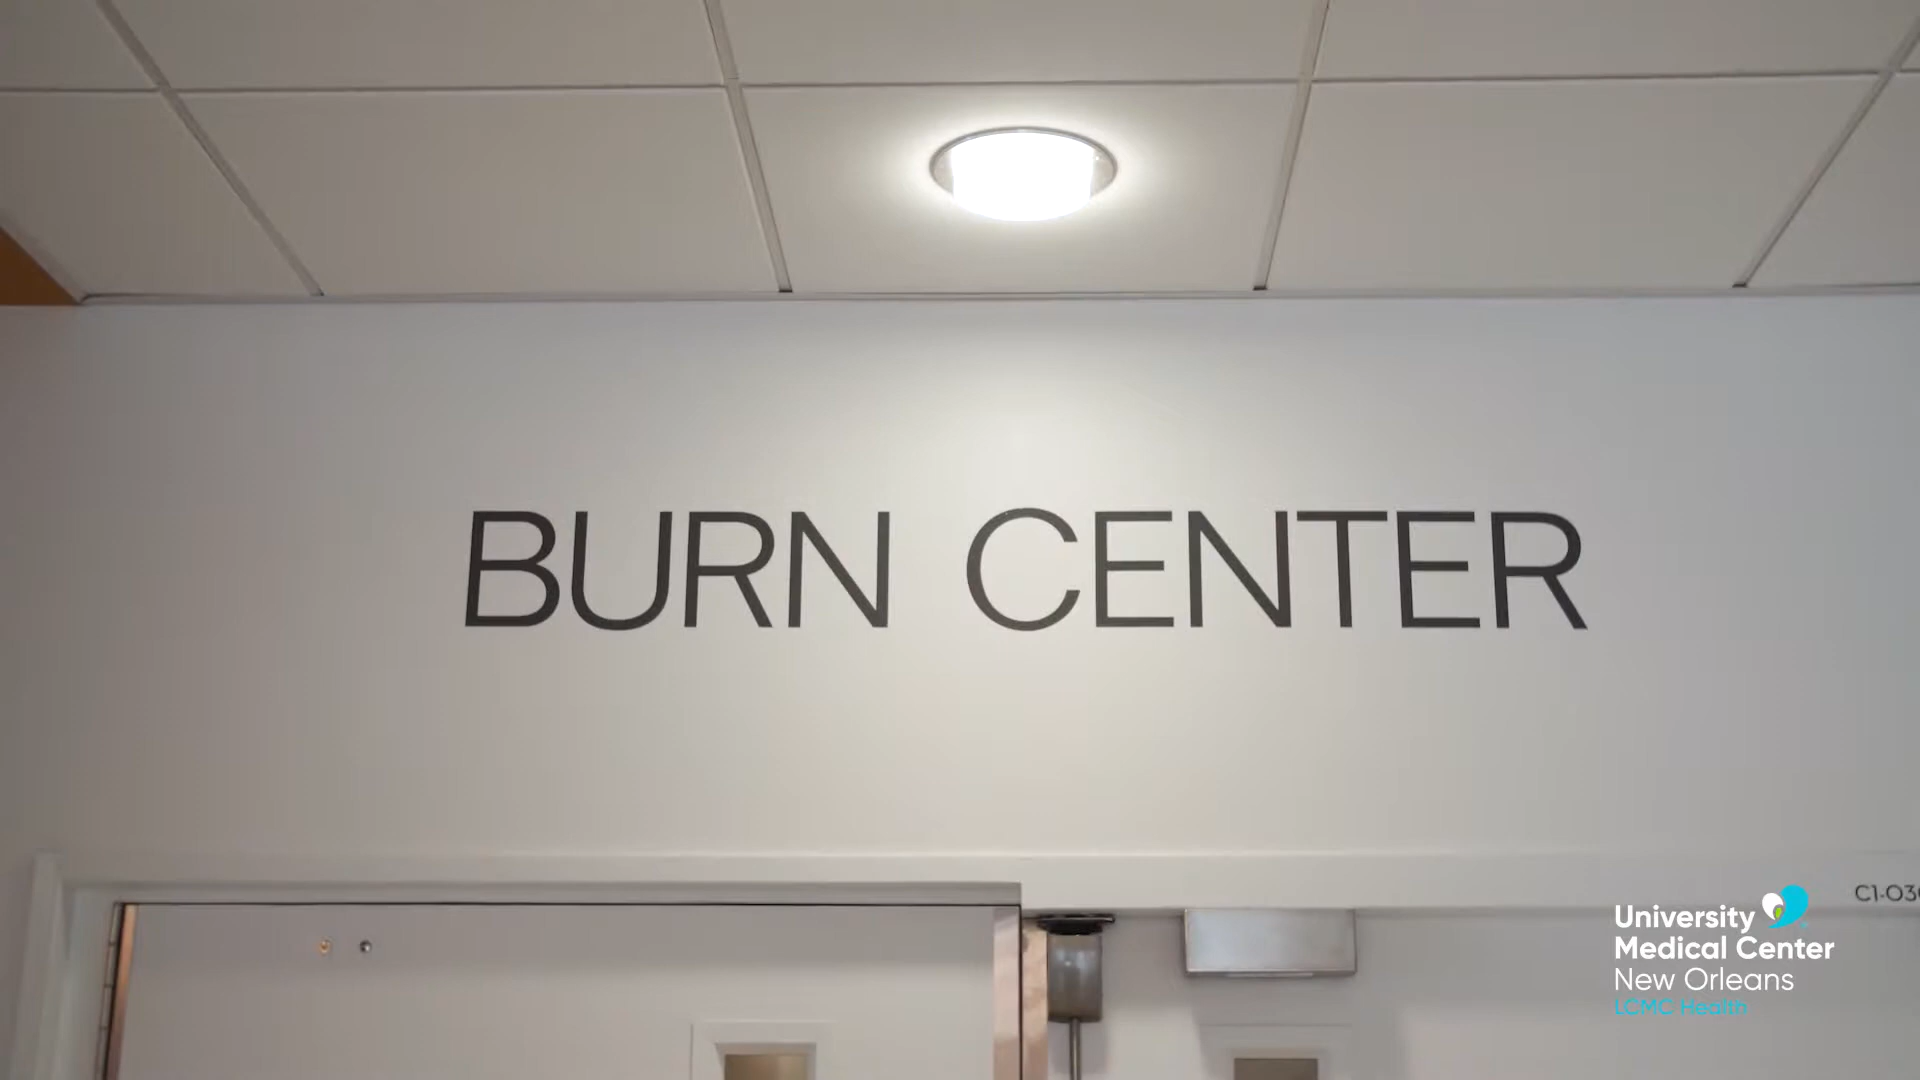 BURN CENTER
University
Medical Center
New Orleans
LCMC Health